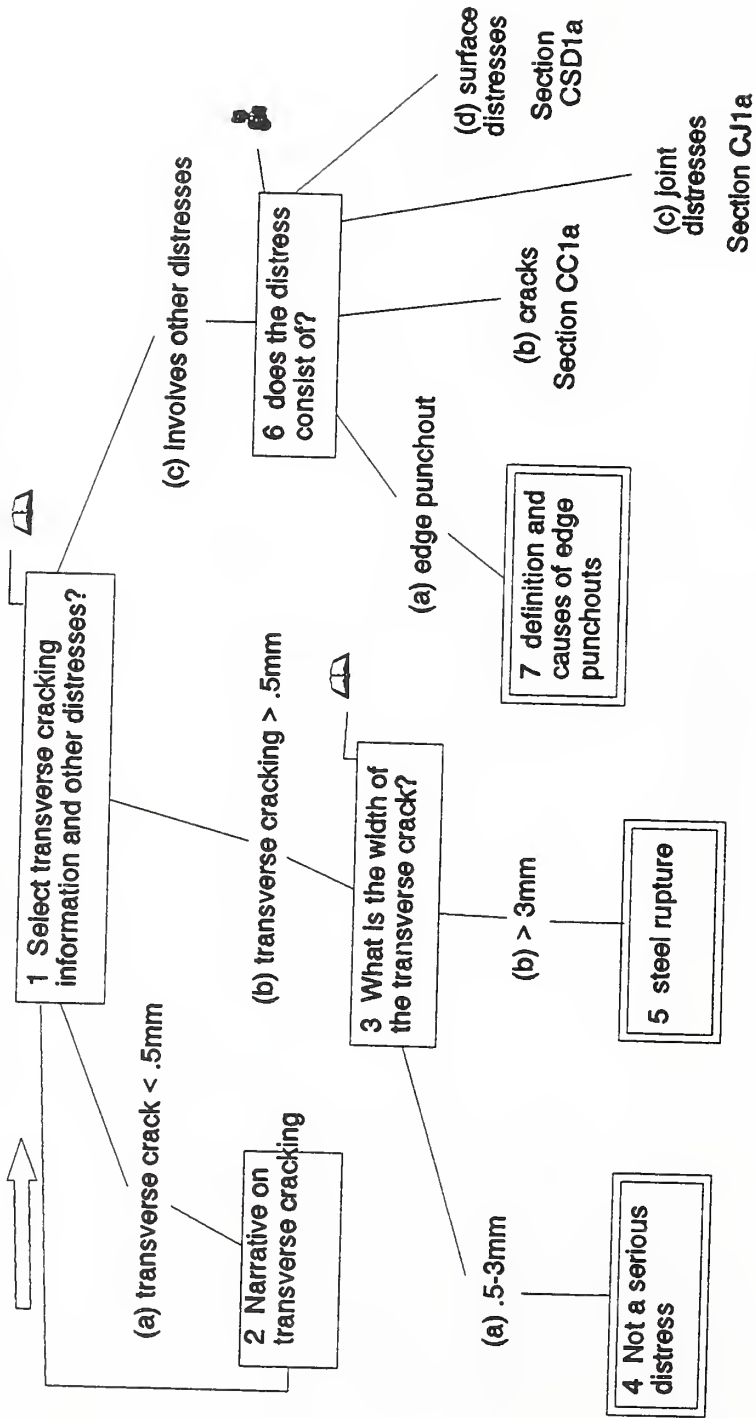 1 Select transverse cracking
information and other distresses?
(a) transverse crack < .5mm
2 Narrative on
transverse cracking
(b) transverse cracking > .5mm
3 What is the width of
the transverse crack?
(a) .5-3mm
4 Not a serious
distress
(b) > 3mm
5 steel rupture
(c) involves other distresses
6 does the distress
consist of?
(a) edge punchout
7 definition and
causes of edge
punchouts
(b) cracks
Section CC1a
(c) joint
distresses
Section CJ1a
(d) surface
distresses
Section
CSD1a